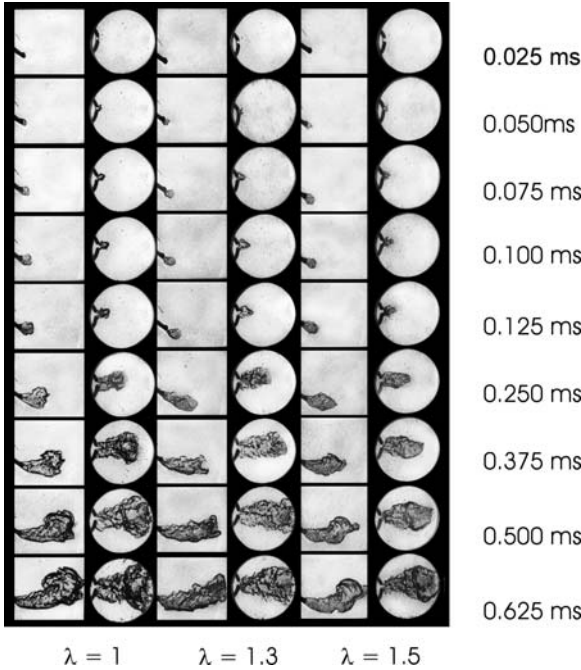 0.025 ms
0.050ms
0.075 ms
0.100 ms
0.125 ms
0.250 ms
0.375 ms
0.500 ms
0.625 ms
λ = 1 λ = 1.3 λ = 1.5